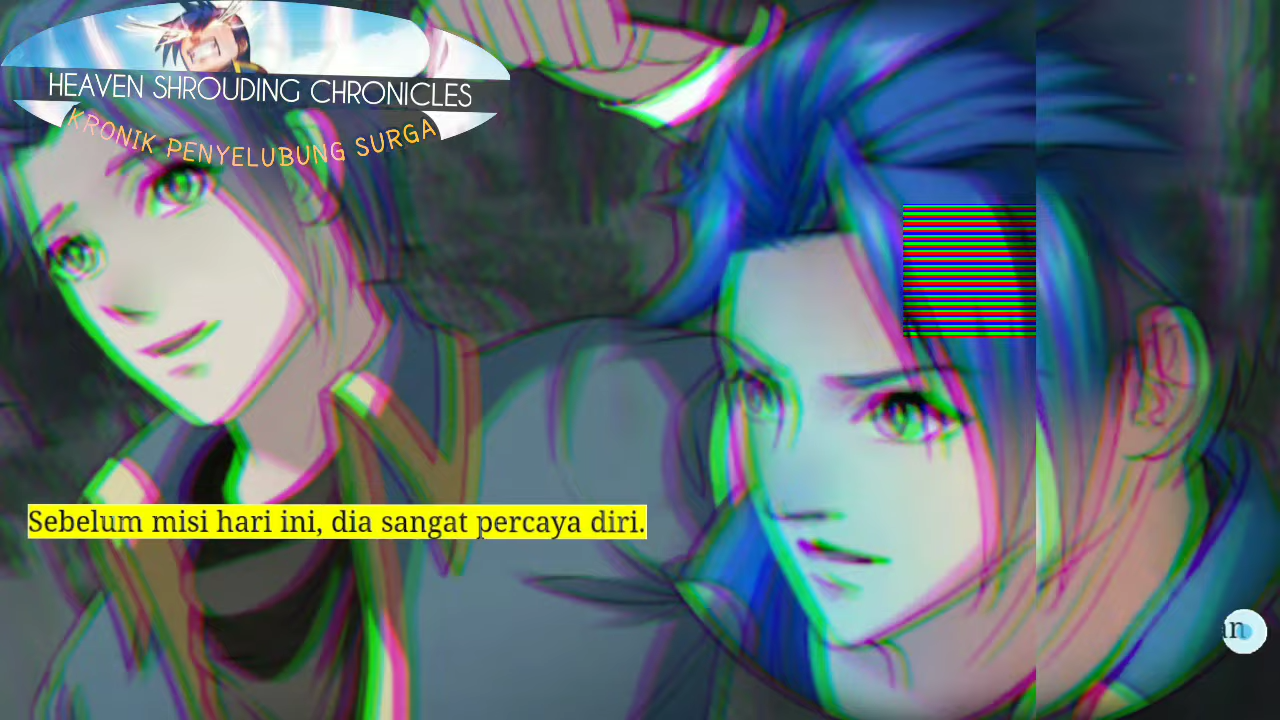 HEAVEN SHROUDING CHRONICLES
KRONIK PENYELUBUNG SURGA
Sebelum misi hari ini, dia sangat percaya diri.